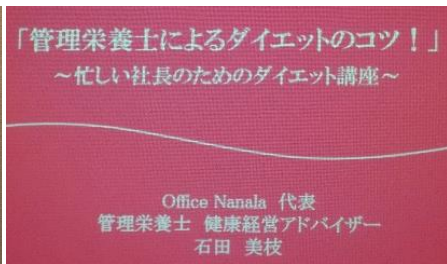 「管理栄養士によるダイエットのコツ！」
～忙しい社長のためのダイエット講座～
Office Nanala 代表
管理栄養士 健康経営アドバイザー
石田 美枝